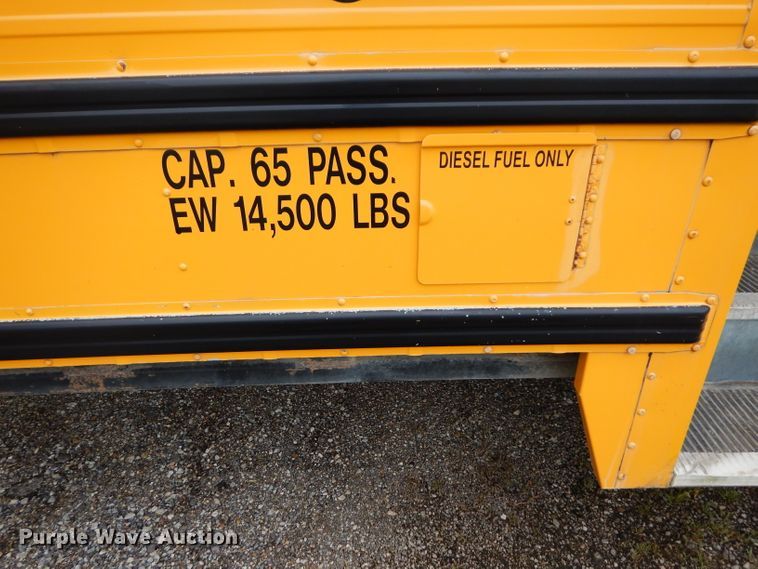 CAP. 65 PASS.
EW 14,500 LBS
DIESEL FUEL ONLY
Purple Wave Auction